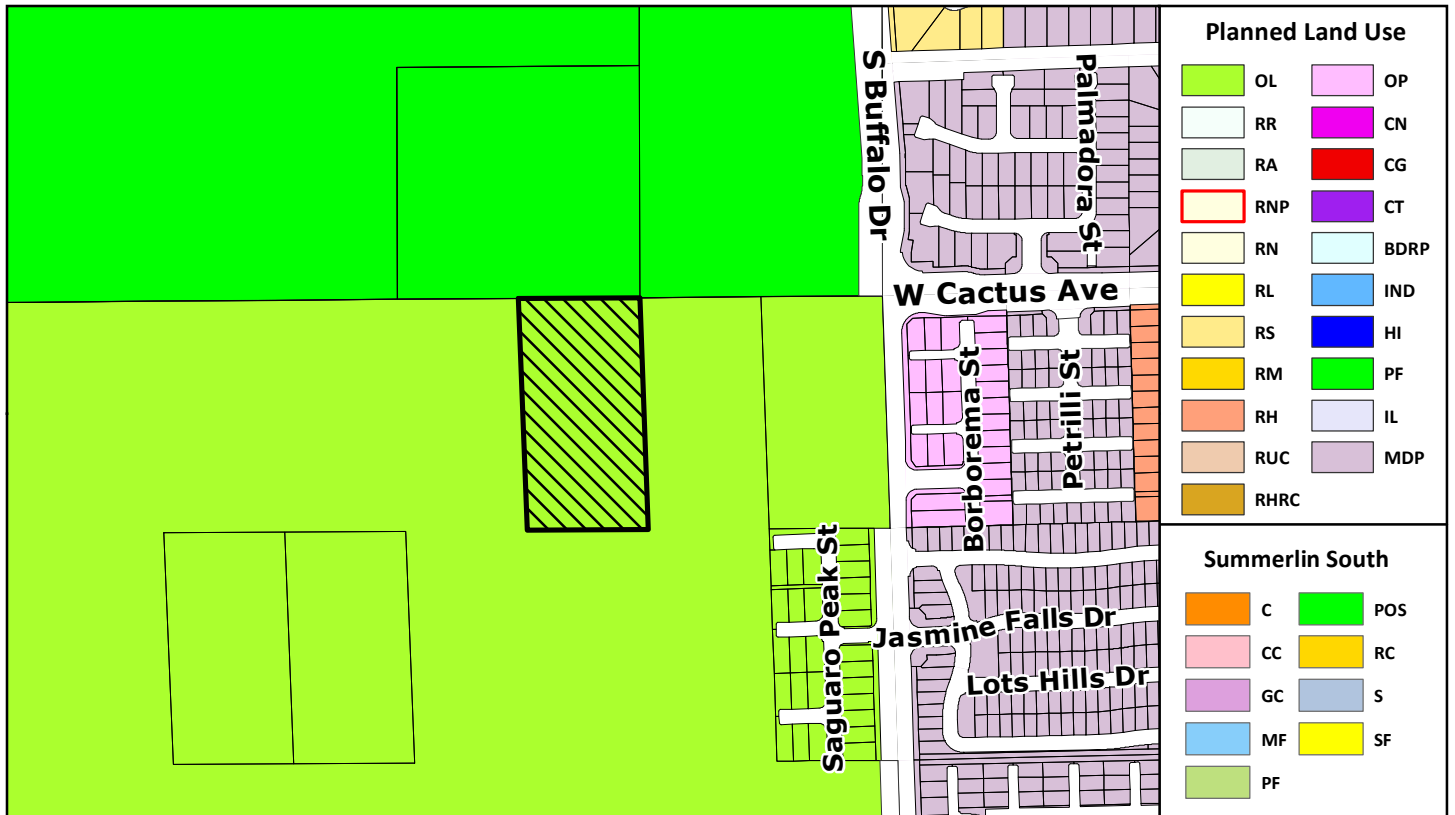 S Buffalo Dr
Palmadora St
W Cactus Ave
Borborema St
Petrilli St
Saguaro Peak St
Jasmine Falls Dr
Lots Hills Dr
Planned Land Use
OL
OP
RR
CN
RA
CG
RNP
CT
RN
BDRP
RL
IND
RS
HI
RM
PF
RH
IL
RUC
MDP
RHRC
Summerlin South
C
POS
CC
RC
GC
S
MF
SF
PF